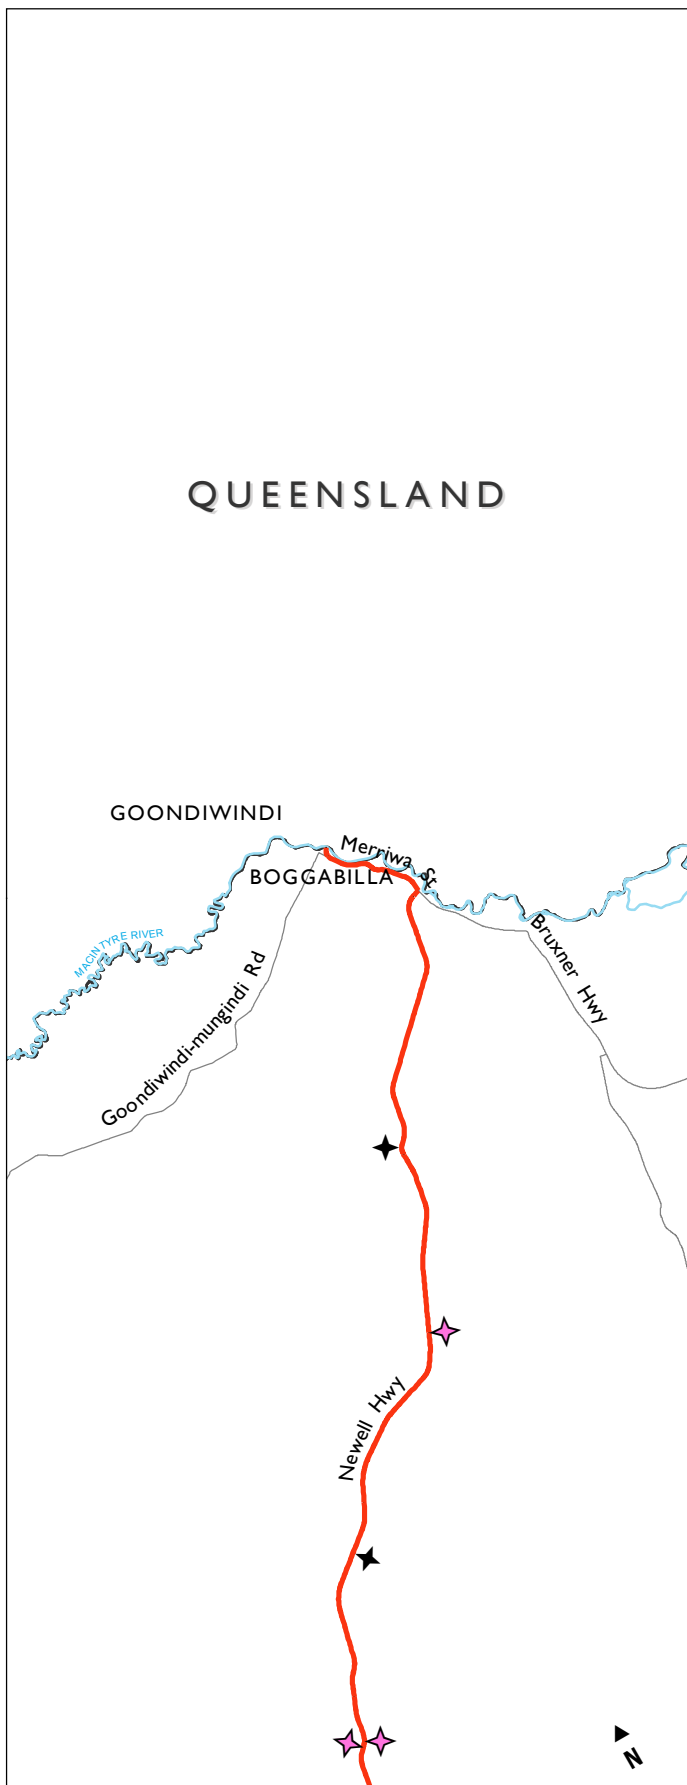 QUEENSLAND
GOONDIWINDI
Merriwa St
BOGGABILLA
MACINTYRE RIVER
Bruxner Hwy
Goondiwindi-mungindi Rd
Newell Hwy
N